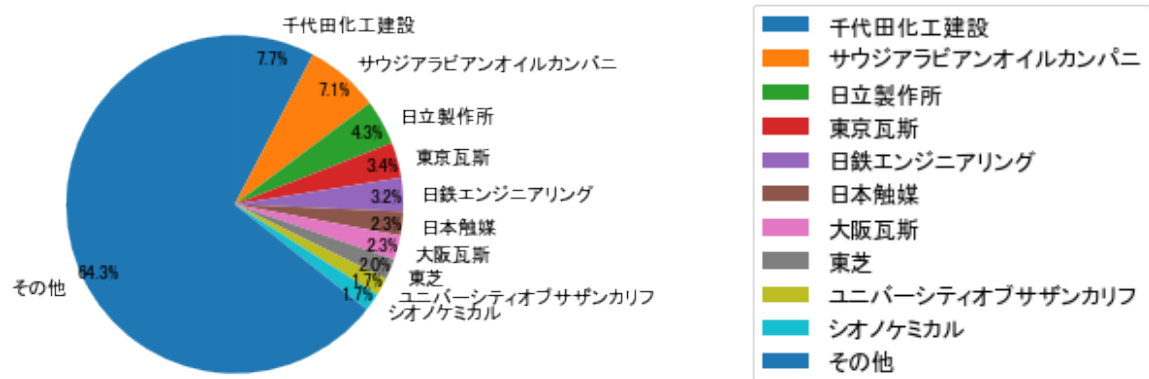 千代田化工建設
7.7%
サウジアラビアンオイルカンパニ
7.1%
日立製作所
4.3%
東京瓦斯
3.4%
日鉄エンジニアリング
3.2%
日本触媒
2.3%
大阪瓦斯
2.3%
東芝
2.0%
ユニバーシティオブサザンカリフ
1.7%
シオノケミカル
1.7%
その他
64.3%
千代田化工建設
サウジアラビアンオイルカンパニ
日立製作所
東京瓦斯
日鉄エンジニアリング
日本触媒
大阪瓦斯
東芝
ユニバーシティオブサザンカリフ
シオノケミカル
その他